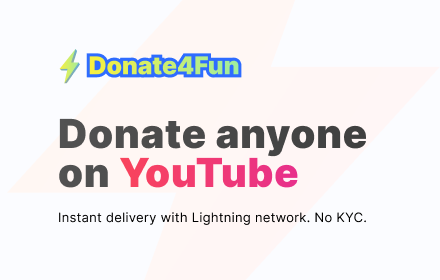 Donate4Fun
Donate anyone
on YouTube
Instant delivery with Lightning network. No KYC.